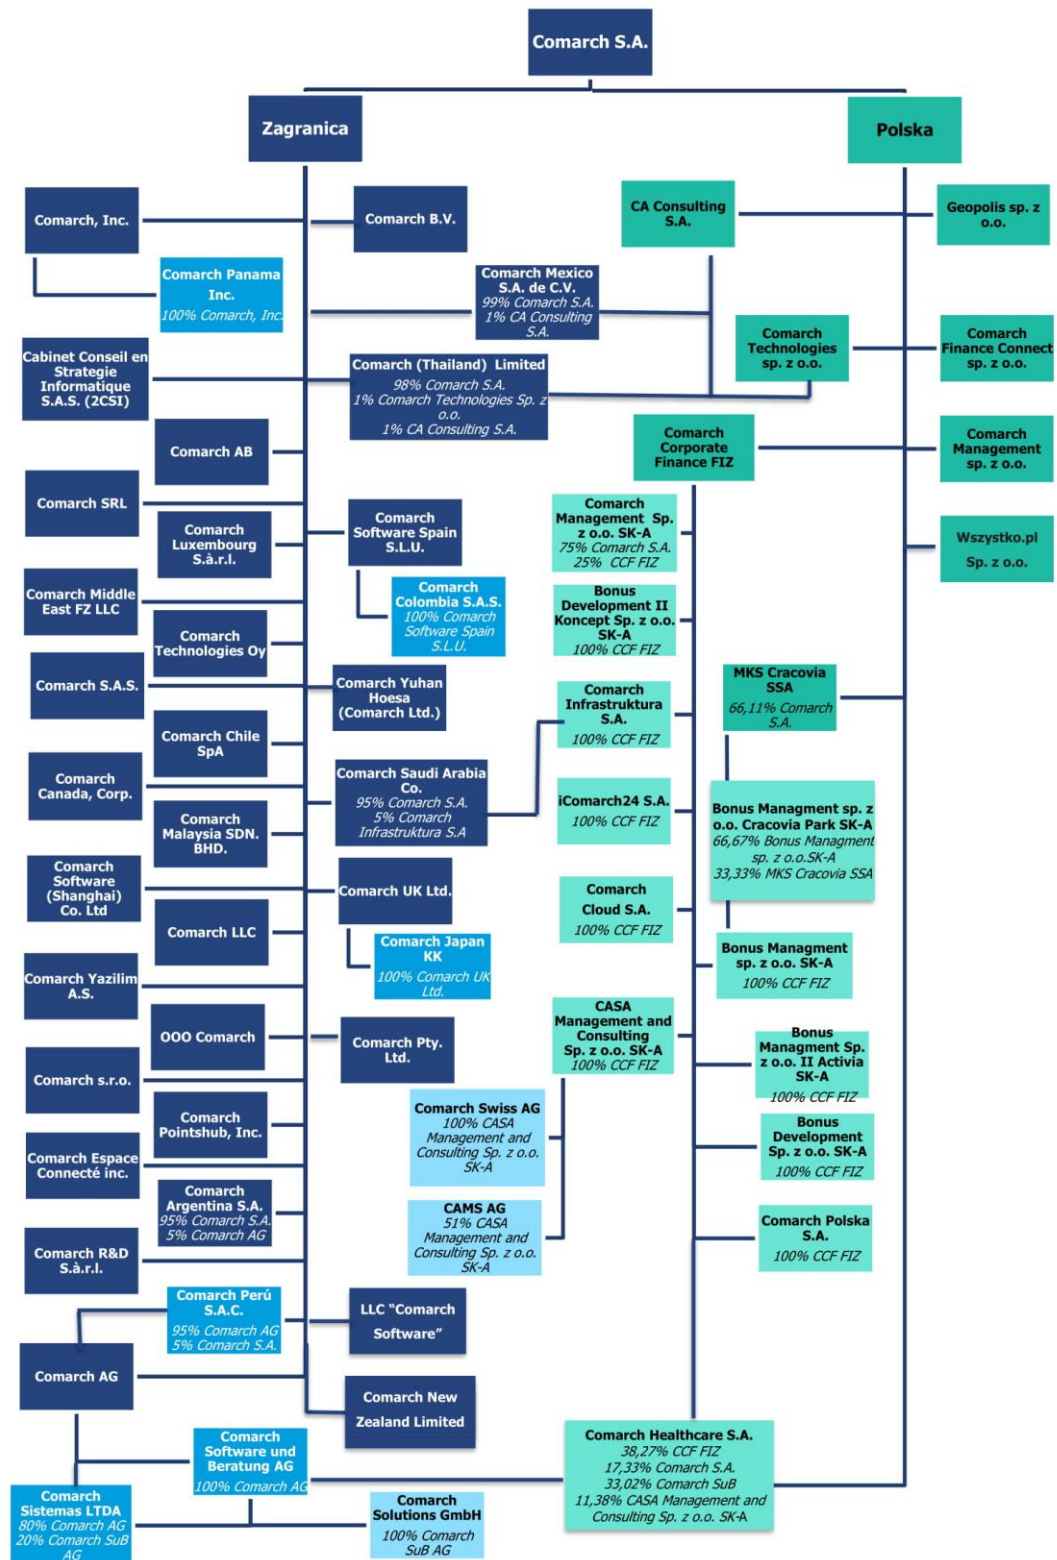 Comarch S.A.
Zagranica
Polska
Comarch, Inc.
Comarch B.V.
CA Consulting
S.A.
Geopolis sp. z
o.o.
Comarch Panama
Inc.
100% Comarch, Inc.
Comarch Mexico
S.A. de C.V.
99% Comarch S.A.
1% CA Consulting
S.A.
Comarch
Technologies
sp. z o.o.
Comarch
Finance Connect
sp. z o.o.
Cabinet Conseil en
Strategie
Informatique
S.A.S. (2CSI)
Comarch (Thailand) Limited
98% Comarch S.A.
1% Comarch Technologies Sp. z
o.o.
1% CA Consulting S.A.
Comarch AB
Comarch
Corporate
Finance FIZ
Comarch
Management
sp. z o.o.
Comarch SRL
Comarch
Luxembourg
S.à.r.l.
Comarch
Software Spain
S.L.U.
Comarch
Management Sp.
z o.o. SK-A
75% Comarch S.A.
25% CCF FIZ
Wszystko.pl
Sp. z o.o.
Comarch Middle
East FZ LLC
Comarch
Colombia S.A.S.
100% Comarch
Software Spain
S.L.U.
Bonus
Development II
Koncept Sp. z o.o.
SK-A
100% CCF FIZ
Comarch
Technologies Oy
Comarch S.A.S.
Comarch Yuhan
Hoesa
(Comarch Ltd.)
Comarch
Infrastruktura
S.A.
100% CCF FIZ
MKS Cracovia
SSA
66,11% Comarch
S.A.
Comarch Chile
SpA
Comarch
Canada, Corp.
Comarch Saudi Arabia
Co.
95% Comarch S.A.
5% Comarch
Infrastruktura S.A
iComarch24 S.A.
100% CCF FIZ
Bonus Managment sp. z
o.o. Cracovia Park SK-A
66,67% Bonus Managment
sp. z o.o.SK-A
33,33% MKS Cracovia SSA
Comarch
Malaysia SDN.
BHD.
Comarch
Software
(Shanghai)
Co. Ltd
Comarch UK Ltd.
Comarch
Cloud S.A.
100% CCF FIZ
Comarch LLC
Comarch Japan
KK
100% Comarch UK
Ltd.
Bonus Managment
sp. z o.o. SK-A
100% CCF FIZ
Comarch Yazilim
A.S.
OOO Comarch
Comarch Pty.
Ltd.
CASA
Management and
Consulting
Sp. z o.o. SK-A
100% CCF FIZ
Bonus
Managment Sp.
z o.o. II Activia
SK-A
100% CCF FIZ
Comarch s.r.o.
Comarch
Pointshub, Inc.
Comarch Swiss AG
100% CASA
Management and
Consulting Sp. z o.o.
SK-A
Bonus
Development
Sp. z o.o. SK-A
100% CCF FIZ
Comarch Espace
Connecté inc.
Comarch
Argentina S.A.
95% Comarch S.A.
5% Comarch AG
CAMS AG
51% CASA
Management and
Consulting Sp. z o.o.
SK-A
Comarch Polska
S.A.
100% CCF FIZ
Comarch R&D
S.à.r.l.
Comarch Perú
S.A.C.
95% Comarch AG
5% Comarch S.A.
LLC “Comarch
Software”
Comarch AG
Comarch New
Zealand Limited
Comarch
Software und
Beratung AG
100% Comarch AG
Comarch Healthcare S.A.
38,27% CCF FIZ
17,33% Comarch S.A.
33,02% Comarch SuB
11,38% CASA Management and
Consulting Sp. z o.o. SK-A
Comarch
Sistemas LTDA
80% Comarch AG
20% Comarch SuB
AG
Comarch
Solutions GmbH
100% Comarch
SuB AG